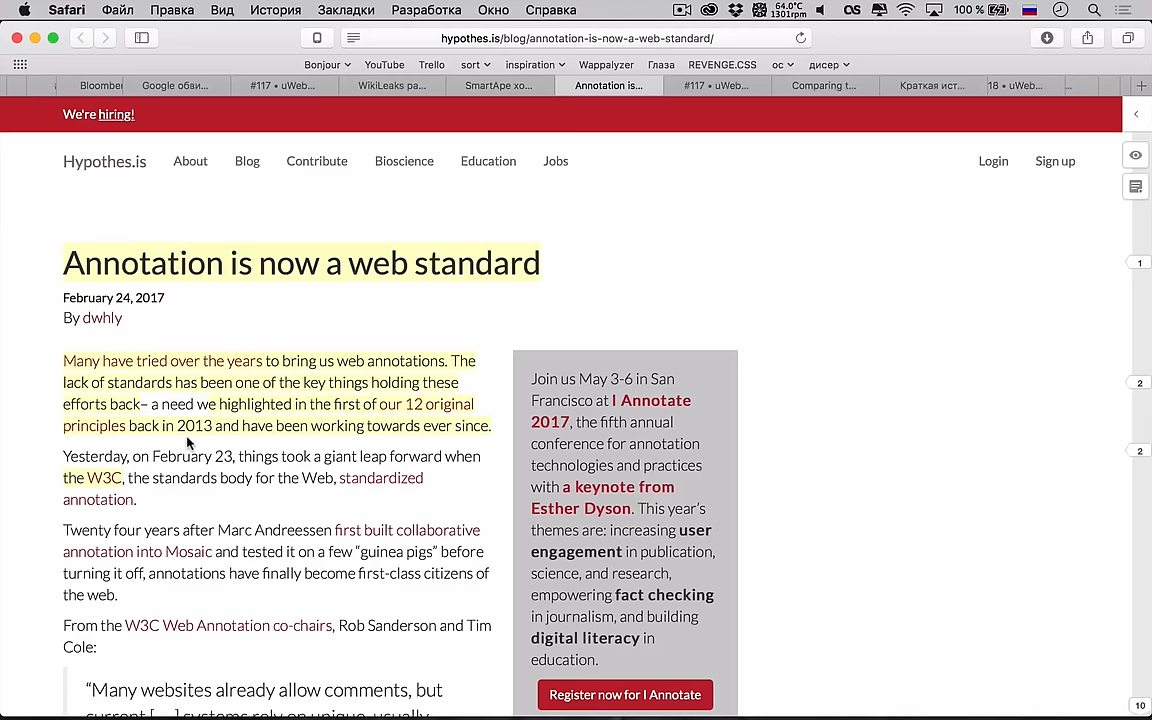 Safari Файл Правка Вид История Закладки Разработка Окно Справка
64.0°C
1301rpm
100 %
hypothes.is/blog/annotation-is-now-a-web-standard/
Bonjour YouTube Trello sort inspiration Wappalyzer Глаза REVENGE.CSS ос дисер
Bloomber Google обви... #117 • uWeb... WikiLeaks ра... SmartApe хо... Annotation is... #117 • uWeb... Comparing t... Краткая ист... 18 • uWeb...
We're hiring!
Hypothes.is About Blog Contribute Bioscience Education Jobs Login Sign up
Annotation is now a web standard
February 24, 2017
By dwhly
Many have tried over the years to bring us web annotations. The
lack of standards has been one of the key things holding these
efforts back– a need we highlighted in the first of our 12 original
principles back in 2013 and have been working towards ever since.
Yesterday, on February 23, things took a giant leap forward when
the W3C, the standards body for the Web, standardized
annotation.
Twenty four years after Marc Andreessen first built collaborative
annotation into Mosaic and tested it on a few “guinea pigs” before
turning it off, annotations have finally become first-class citizens of
the web.
From the W3C Web Annotation co-chairs, Rob Sanderson and Tim
Cole:
“Many websites already allow comments, but
current [...] systems rely on unique, usually
Join us May 3-6 in San
Francisco at I Annotate
2017, the fifth annual
conference for annotation
technologies and practices
with a keynote from
Esther Dyson. This year’s
themes are: increasing user
engagement in publication,
science, and research,
empowering fact checking
in journalism, and building
digital literacy in
education.
Register now for I Annotate
1
2
2
10